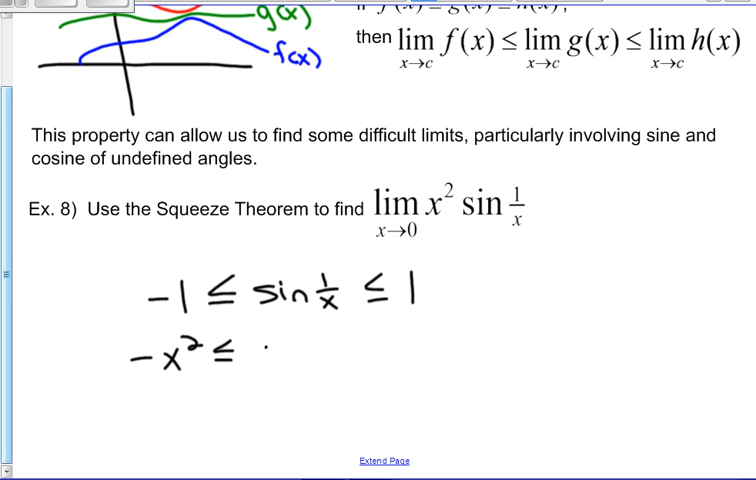 g(x)
f(x)
then lim x→c f(x) ≤ lim x→c g(x) ≤ lim x→c h(x)
This property can allow us to find some difficult limits, particularly involving sine and
cosine of undefined angles.
Ex. 8) Use the Squeeze Theorem to find lim x→0 x² sin 1/x
-1 ≤ sin 1/x ≤ 1
-x² ≤
Extend Page